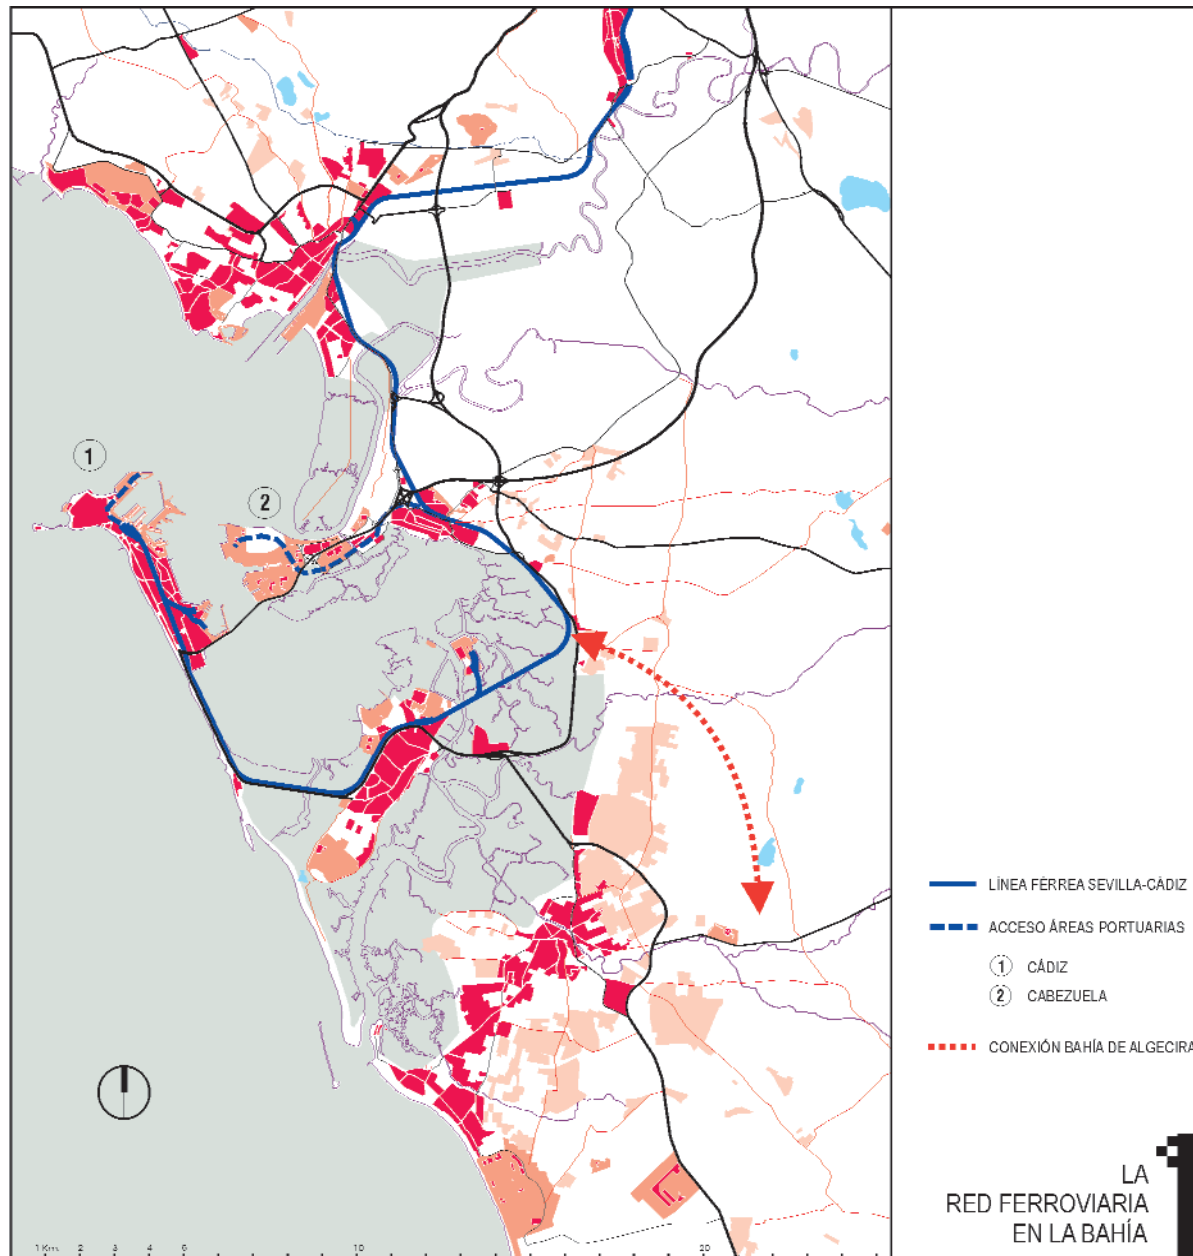 1
2
LÍNEA FÉRREA SEVILLA-CÁDIZ
ACCESO ÁREAS PORTUARIAS
1 CÁDIZ
2 CABEZUELA
CONEXIÓN BAHÍA DE ALGECIRA
LA
RED FERROVIARIA
EN LA BAHÍA
1 Km. 2 3 4 6 10 20